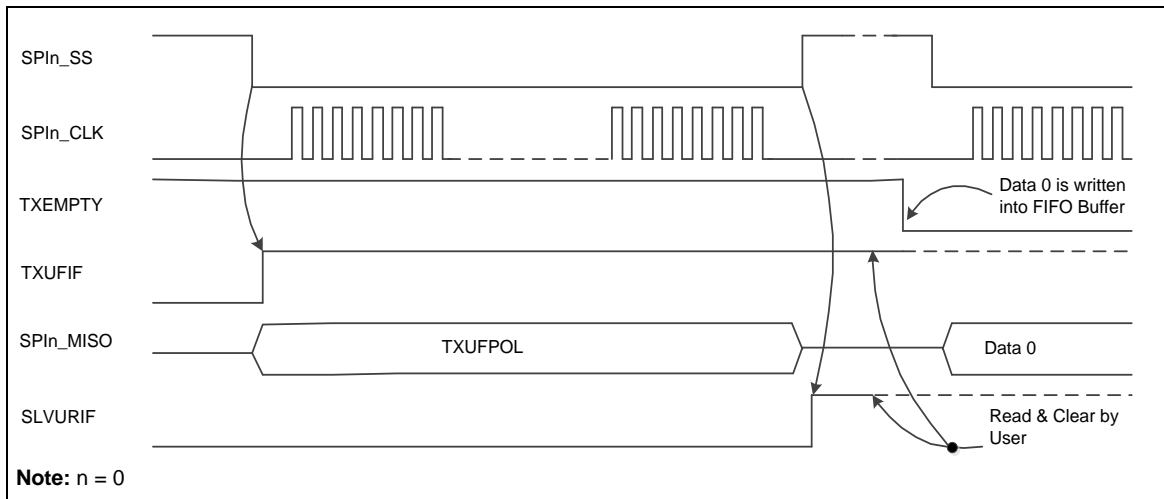 SPIn_SS
SPIn_CLK
TXEMPTY
Data 0 is written
into FIFO Buffer
TXUFIF
SPIn_MISO
TXUFPOL
Data 0
SLVURIF
Read & Clear by
User
Note: n = 0